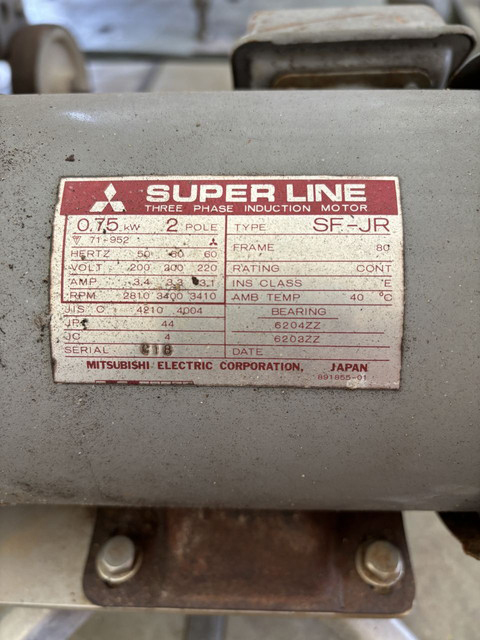 SUPER LINE
THREE PHASE INDUCTION MOTOR
0.75 kW 2 POLE TYPE SF-JR
71-952
FRAME 80
HERTZ 50 60 60
VOLT 200 200 220 RATING CONT
AMP 3.4 3.3 3.1 INS CLASS E
RPM 2810 3400 3410 AMB TEMP 40 °C
JIS C 4210 4004 BEARING
JP 44 6204ZZ
JC 4 6203ZZ
SERIAL C1B DATE
MITSUBISHI ELECTRIC CORPORATION, JAPAN
891855-01